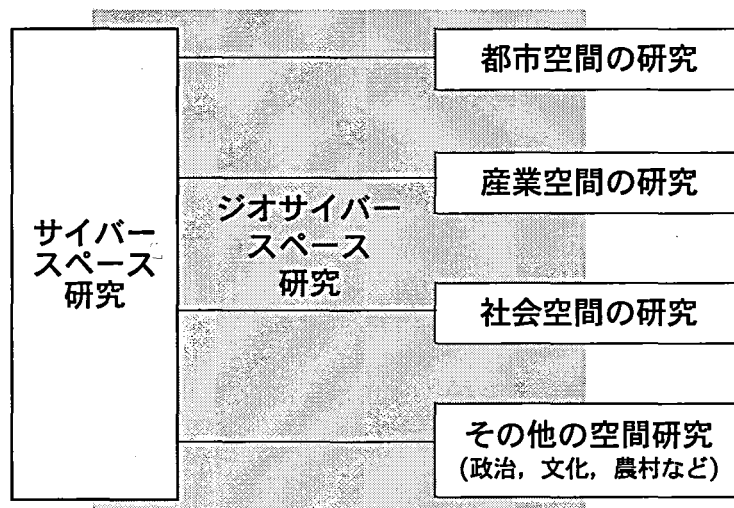 サイバー
スペース
研究
ジオサイバー
スペース
研究
都市空間の研究
産業空間の研究
社会空間の研究
その他の空間研究
(政治，文化，農村など)